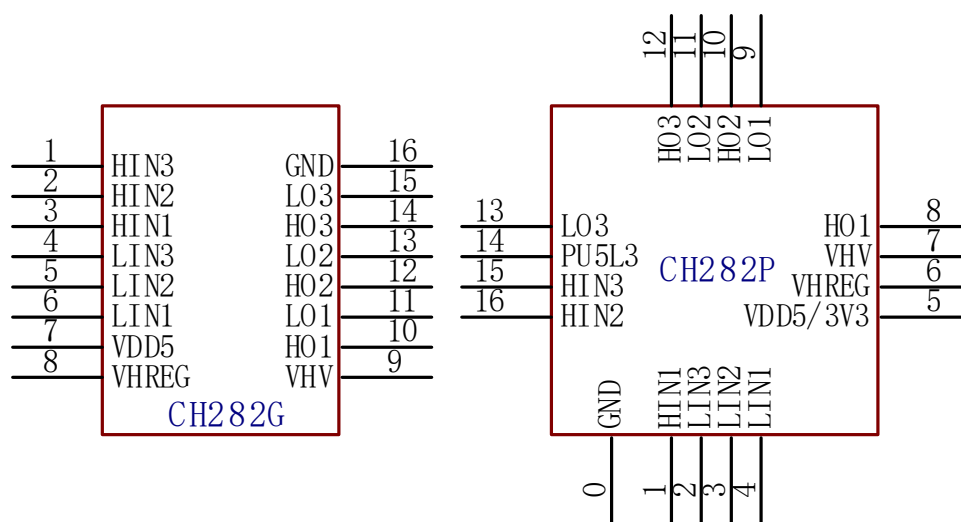 1 HIN3 GND 16
2 HIN2 LO3 15
3 HIN1 HO3 14
4 LIN3 LO2 13
5 LIN2 HO2 12
6 LIN1 LO1 11
7 VDD5 HO1 10
8 VHREG VHV 9
CH282G
12 11 10 9
HO3 LO2 HO2 LO1
13 LO3 HO1 8
14 PU5L3 VHV 7
CH282P
15 HIN3 VHREG 6
16 HIN2 VDD5/3V3 5
GND HIN1 LIN3 LIN2 LIN1
0 1 2 3 4